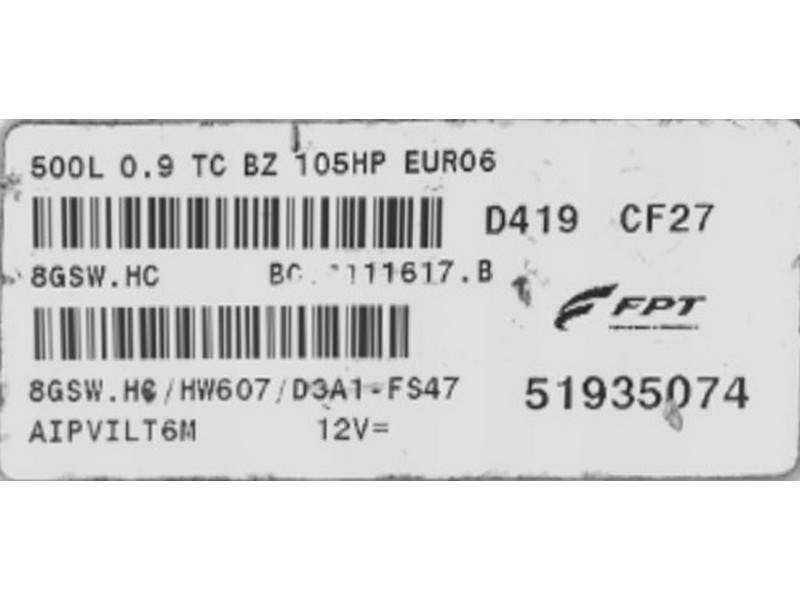 500L 0.9 TC BZ 105HP EURO6
D419 CF27
8GSW.HC
FPT
8GSW.HC/HW607/D3A1-FS47
51935074
AIPVILT6M 12V=